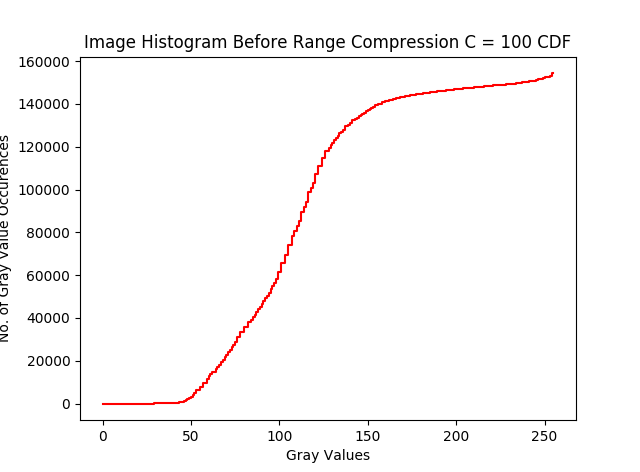 Image Histogram Before Range Compression C = 100 CDF
160000
140000
120000
100000
80000
60000
40000
20000
0
No. of Gray Value Occurences
0 50 100 150 200 250
Gray Values